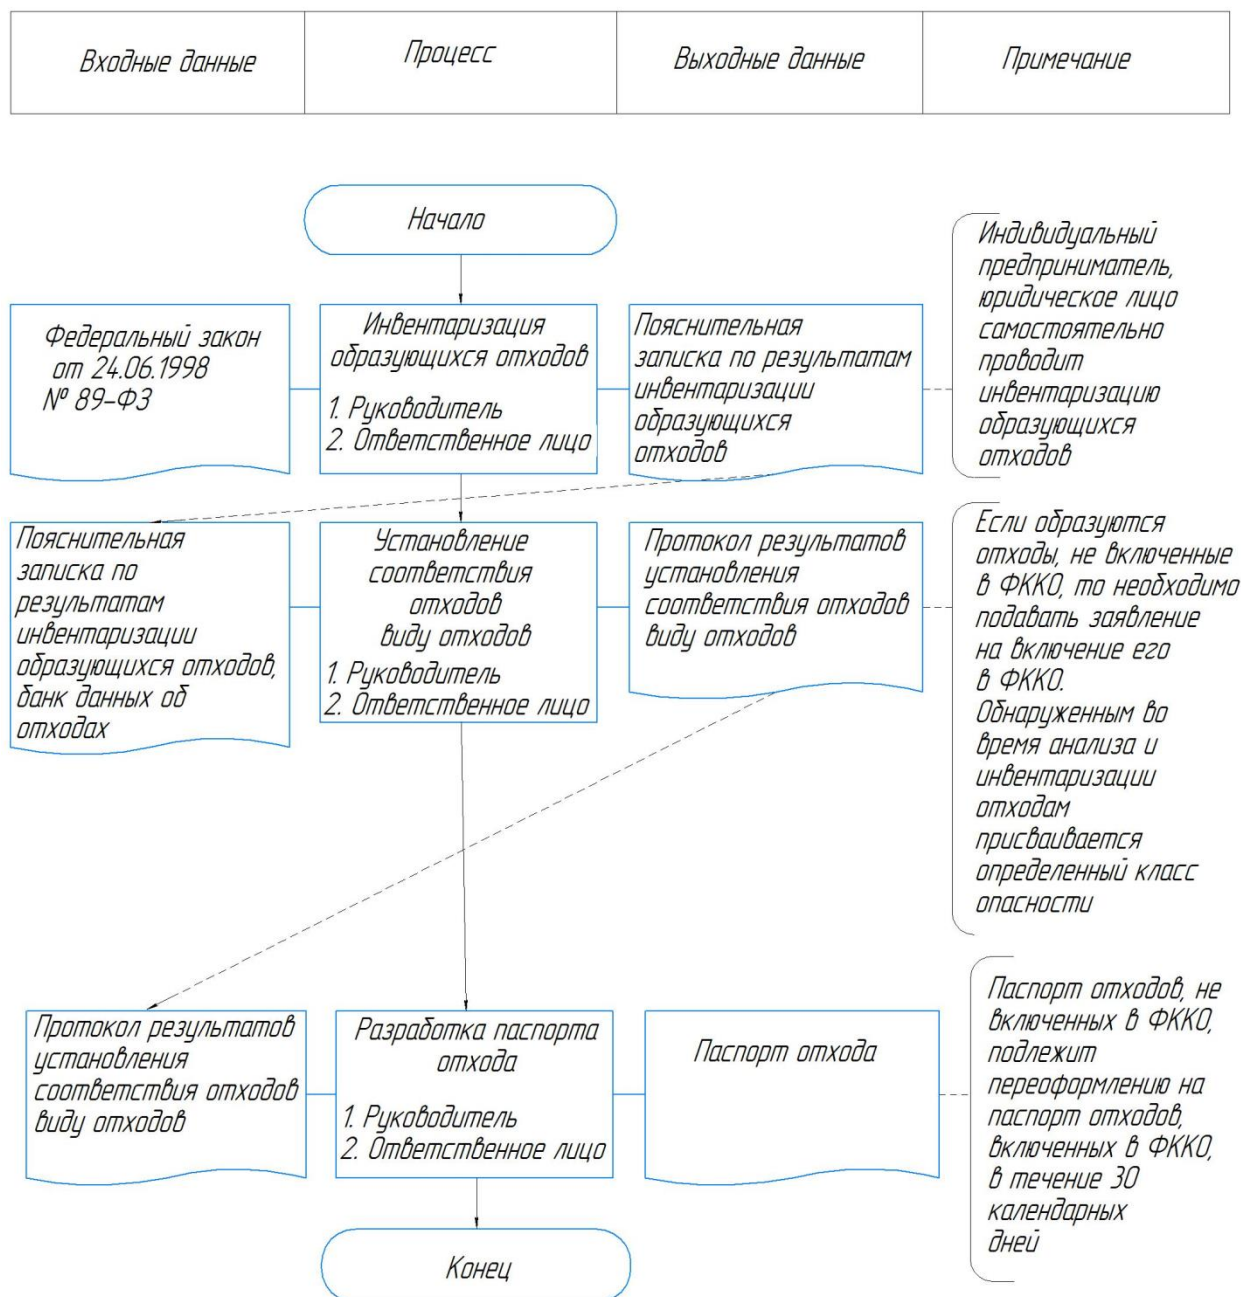 Входные данные
Процесс
Выходные данные
Примечание
Начало
Федеральный закон
от 24.06.1998
№ 89-ФЗ
Инвентаризация
образующихся отходов
1. Руководитель
2. Ответственное лицо
Пояснительная
записка по результатам
инвентаризации
образующихся
отходов
Индивидуальный
предприниматель,
юридическое лицо
самостоятельно
проводит
инвентаризацию
образующихся
отходов
Пояснительная
записка по
результатам
инвентаризации
образующихся отходов,
банк данных об
отходах
Установление
соответствия
отходов
виду отходов
1. Руководитель
2. Ответственное лицо
Протокол результатов
установления
соответствия отходов
виду отходов
Если образуются
отходы, не включенные
в ФККО, то необходимо
подавать заявление
на включение его
в ФККО.
Обнаруженным во
время анализа и
инвентаризации
отходам
присваивается
определенный класс
опасности
Протокол результатов
установления
соответствия отходов
виду отходов
Разработка паспорта
отхода
1. Руководитель
2. Ответственное лицо
Паспорт отхода
Паспорт отходов, не
включенных в ФККО,
подлежит
переоформлению на
паспорт отходов,
включенных в ФККО,
в течение 30
календарных
дней
Конец